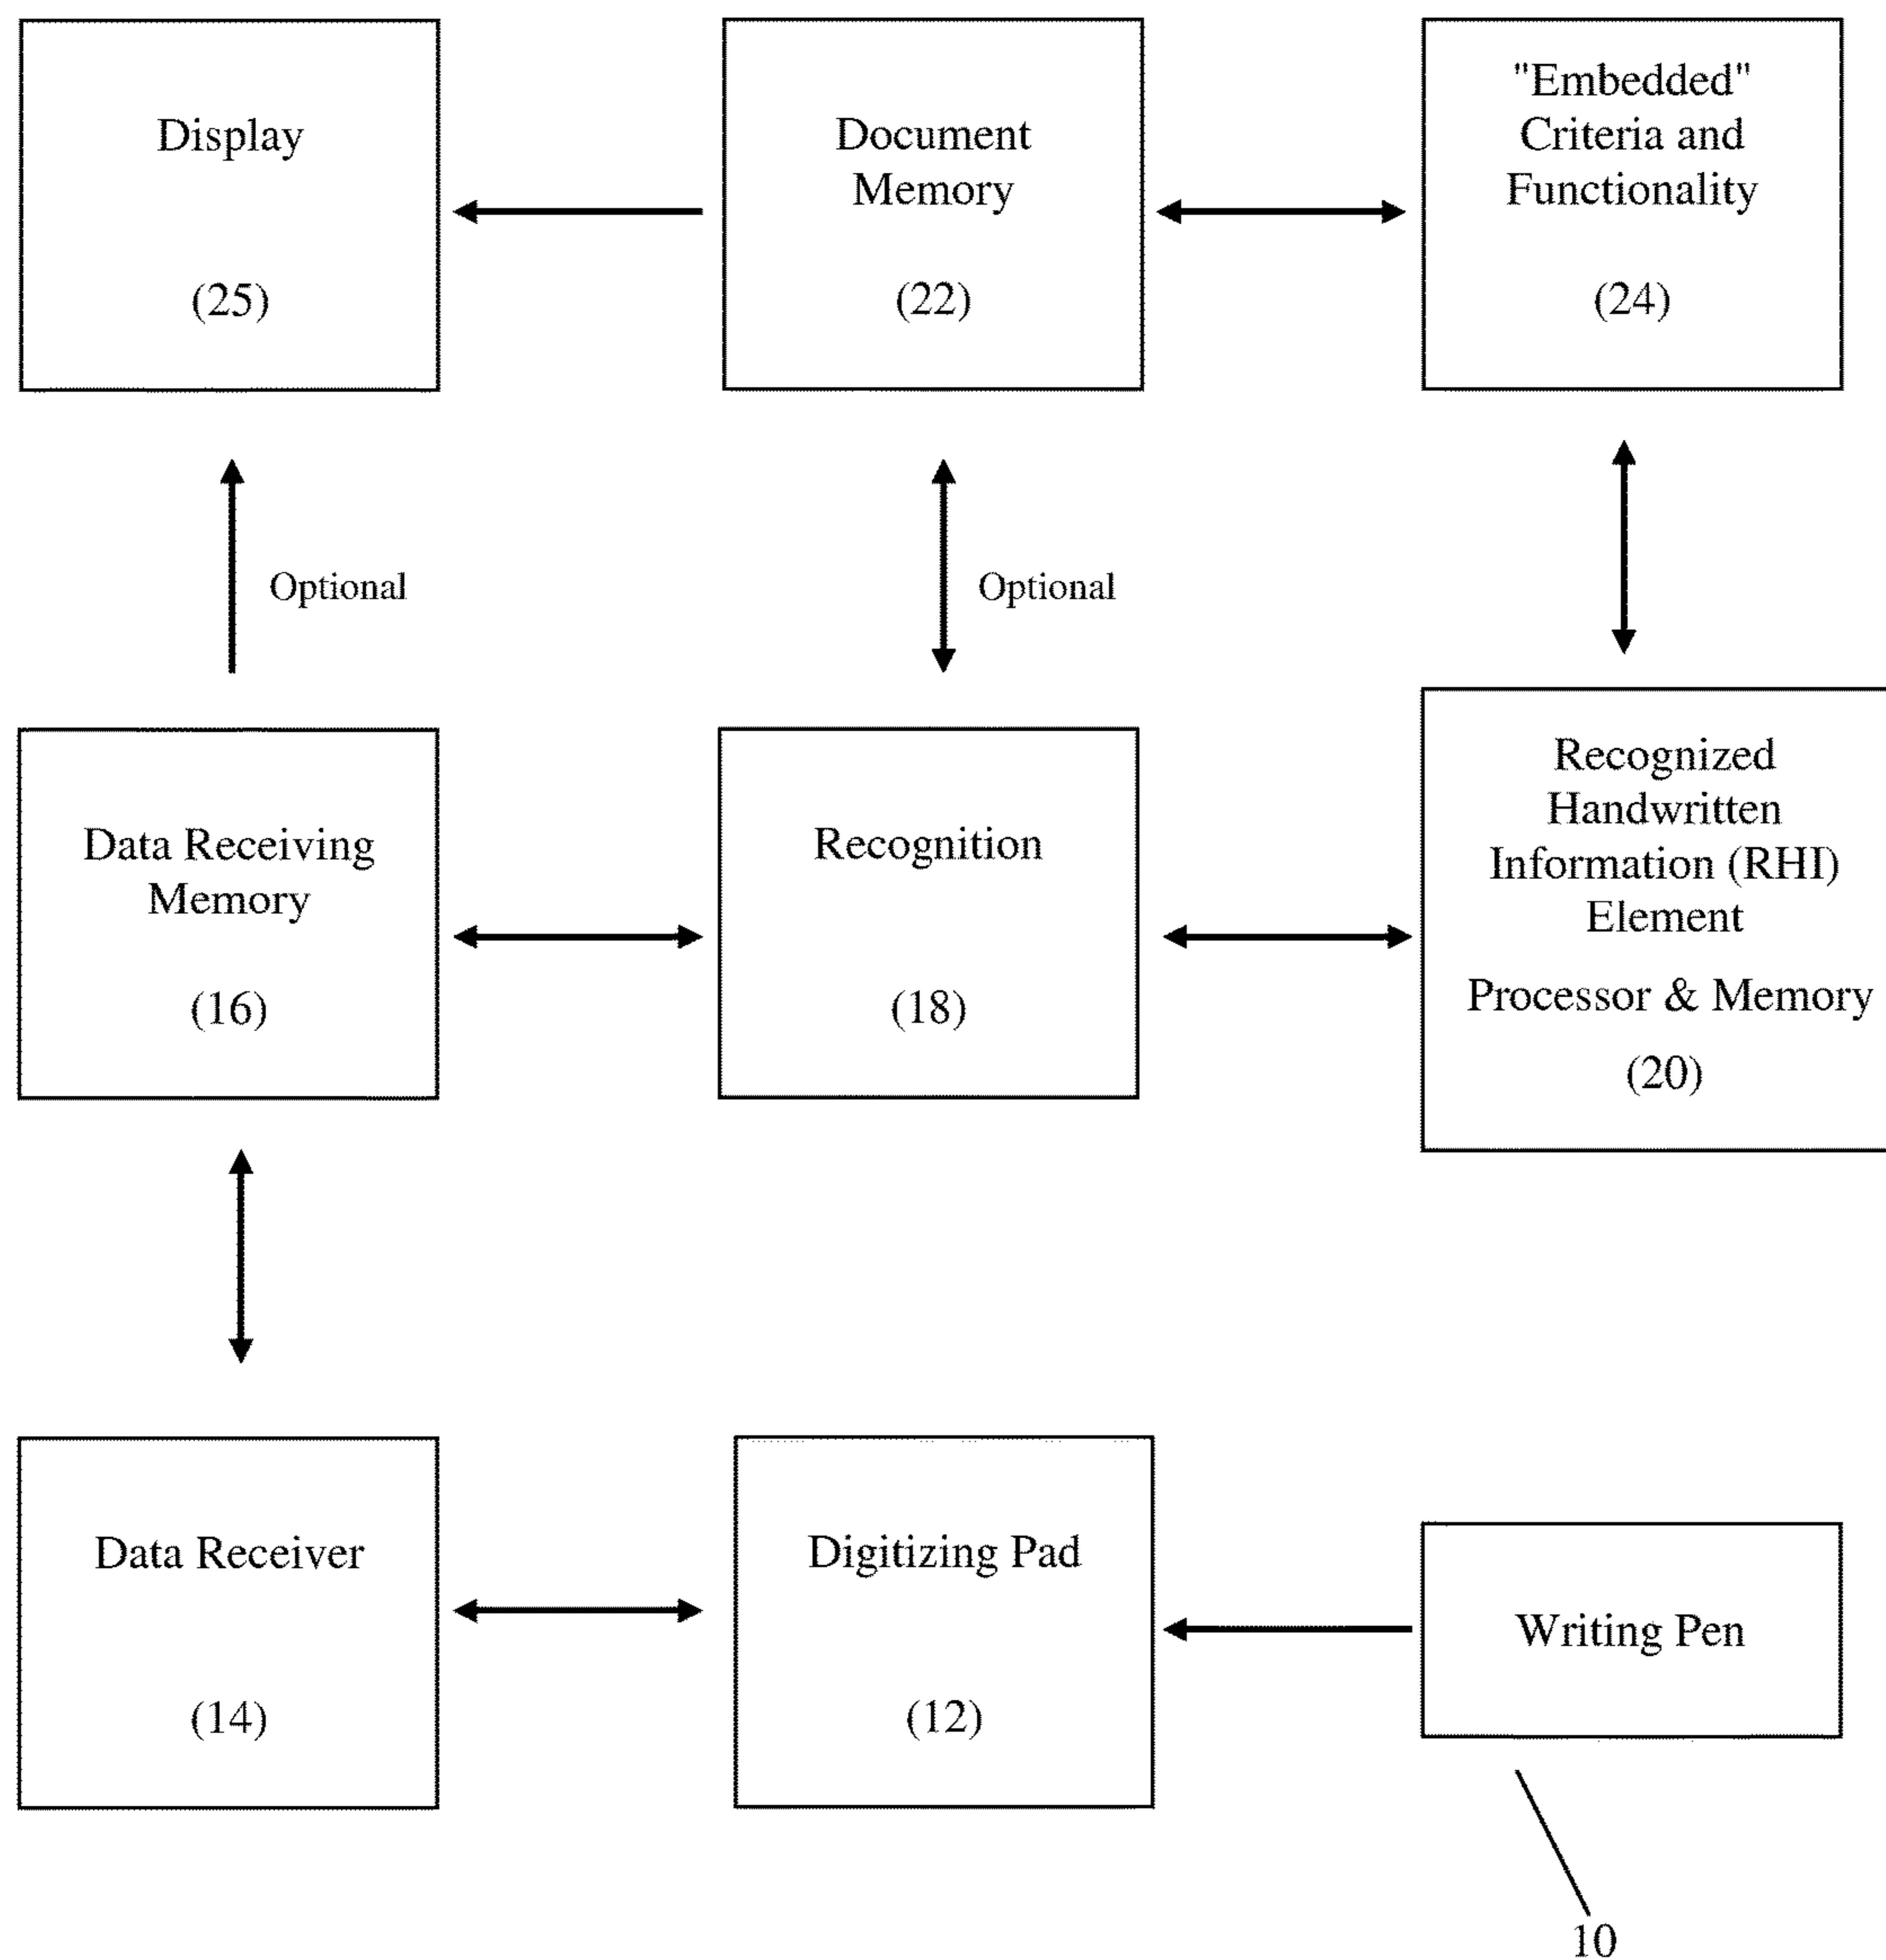 Display
(25)
Document
Memory
(22)
"Embedded"
Criteria and
Functionality
(24)
Optional
Optional
Data Receiving
Memory
(16)
Recognition
(18)
Recognized
Handwritten
Information (RHI)
Element
Processor & Memory
(20)
Data Receiver
(14)
Digitizing Pad
(12)
Writing Pen
10